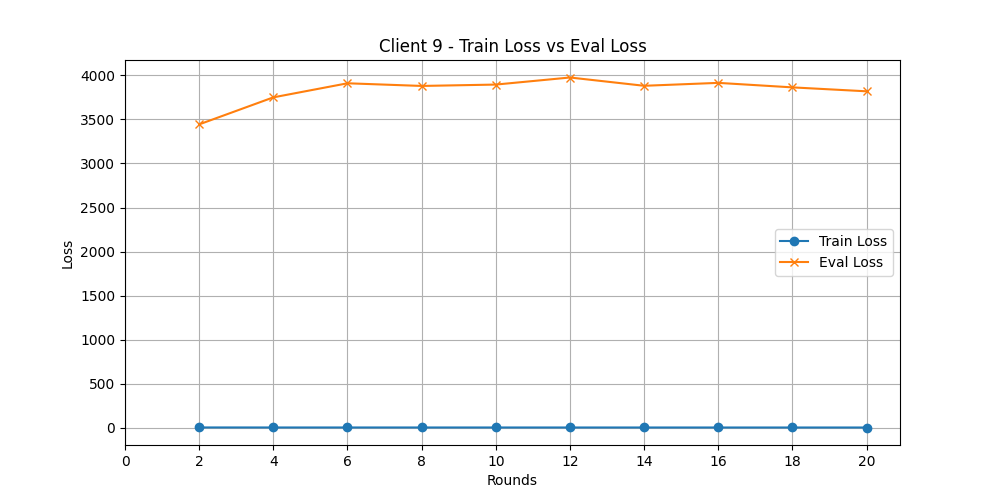 Client 9 - Train Loss vs Eval Loss
4000
3500
3000
2500
2000
1500
1000
500
0
Loss
Train Loss
Eval Loss
0 2 4 6 8 10 12 14 16 18 20
Rounds